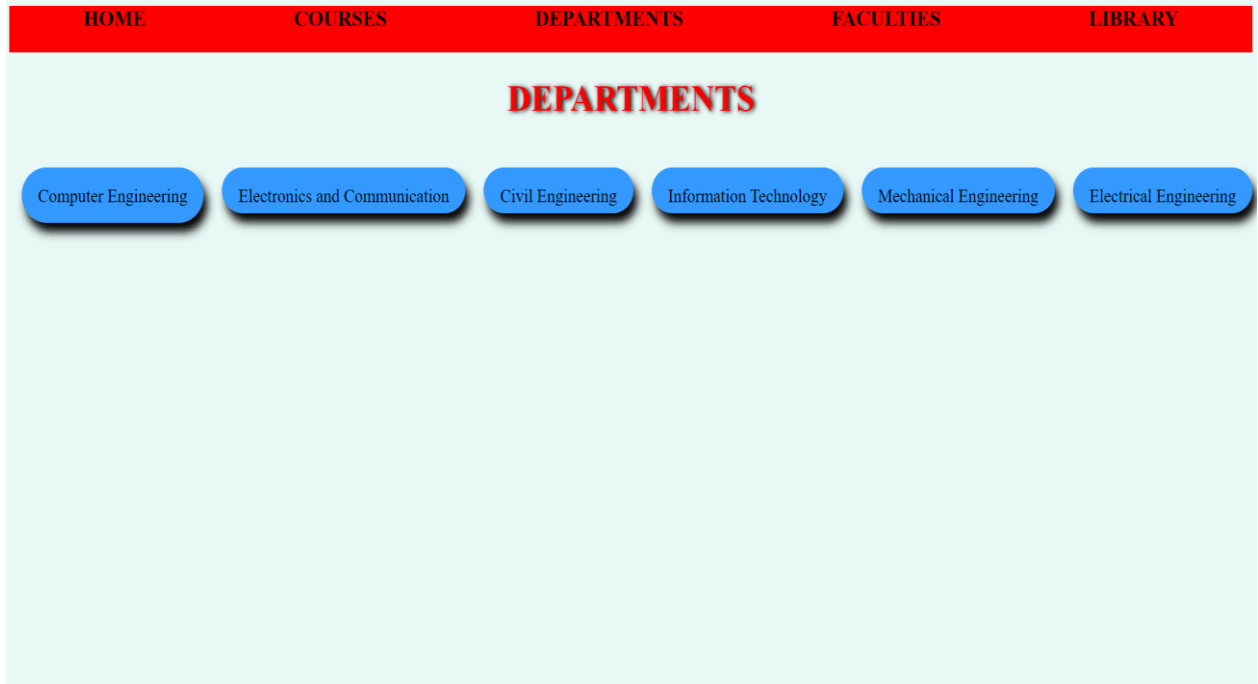 HOME COURSES DEPARTMENTS FACULTIES LIBRARY
DEPARTMENTS
Computer Engineering Electronics and Communication Civil Engineering Information Technology Mechanical Engineering Electrical Engineering